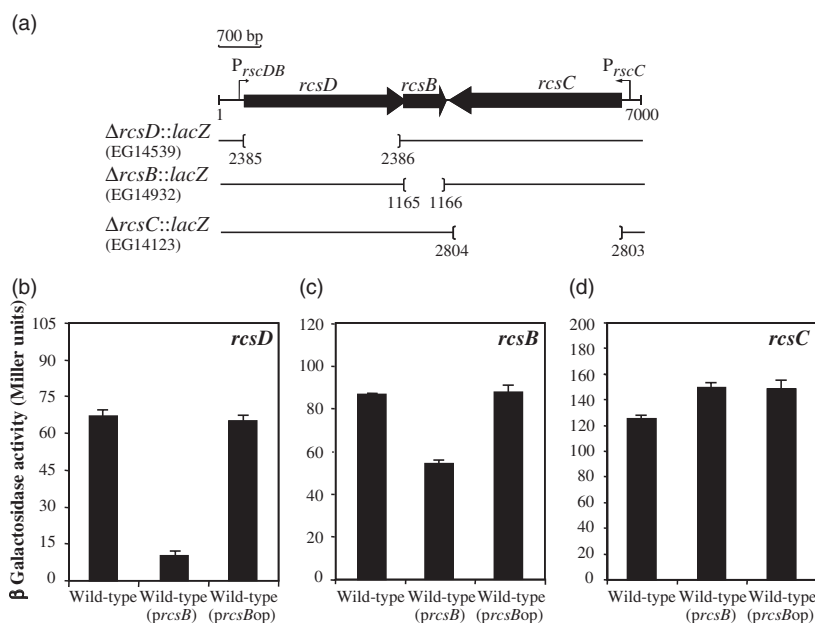 (a)
700 bp
PrscDB
rcsD
rcsB
rcsC
PrscC
1
7000
ΔrcsD::lacZ
(EG14539)
2385
2386
ΔrcsB::lacZ
(EG14932)
1165
1166
ΔrcsC::lacZ
(EG14123)
2804
2803
(b)
β Galactosidase activity (Miller units)
105
90
75
60
45
30
15
0
rcsD
Wild-type
Wild-type
(prcsB)
Wild-type
(prcsBop)
(c)
120
100
80
60
40
20
0
rcsB
Wild-type
Wild-type
(prcsB)
Wild-type
(prcsBop)
(d)
200
180
160
140
120
100
80
60
40
20
0
rcsC
Wild-type
Wild-type
(prcsB)
Wild-type
(prcsBop)